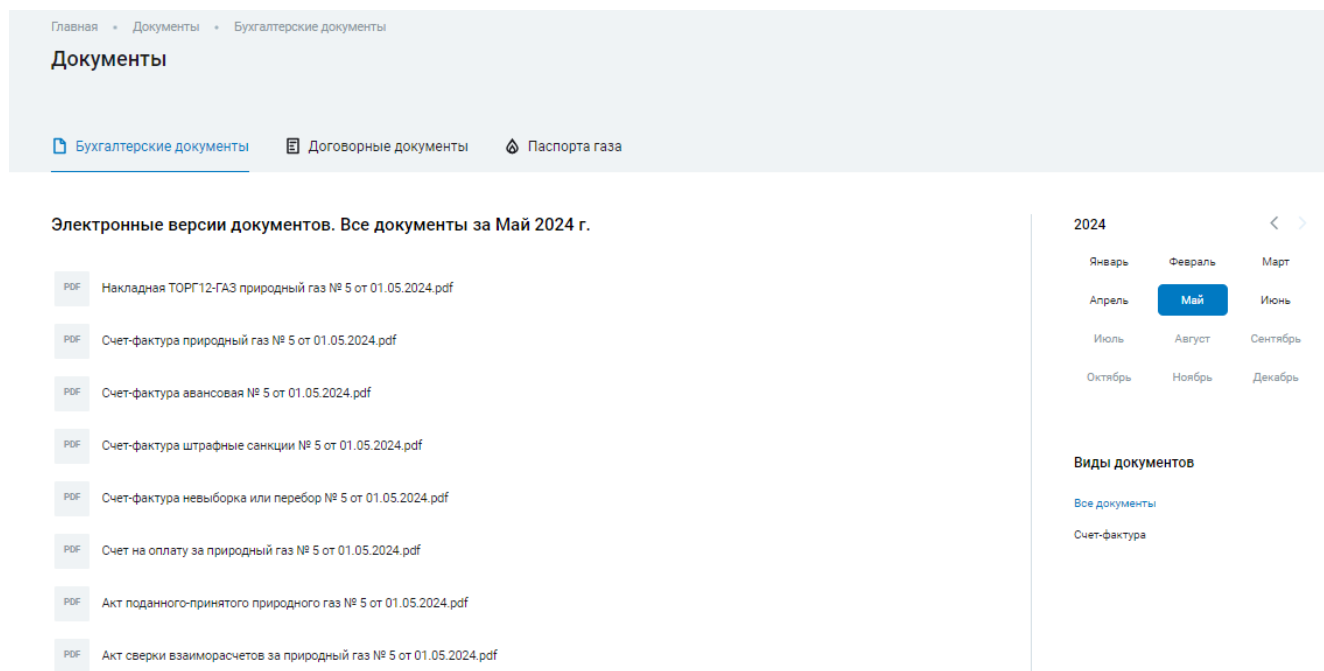 Главная • Документы • Бухгалтерские документы
Документы
Бухгалтерские документы Договорные документы Паспорта газа
Электронные версии документов. Все документы за Май 2024 г.
PDF Накладная ТОРГ12-ГАЗ природный газ № 5 от 01.05.2024.pdf
PDF Счет-фактура природный газ № 5 от 01.05.2024.pdf
PDF Счет-фактура авансовая № 5 от 01.05.2024.pdf
PDF Счет-фактура штрафные санкции № 5 от 01.05.2024.pdf
PDF Счет-фактура невыборка или перебор № 5 от 01.05.2024.pdf
PDF Счет на оплату за природный газ № 5 от 01.05.2024.pdf
PDF Акт поданного-принятого природного газ № 5 от 01.05.2024.pdf
PDF Акт сверки взаиморасчетов за природный газ № 5 от 01.05.2024.pdf
2024
Январь Февраль Март
Апрель Май Июнь
Июль Август Сентябрь
Октябрь Ноябрь Декабрь
Виды документов
Все документы
Счет-фактура